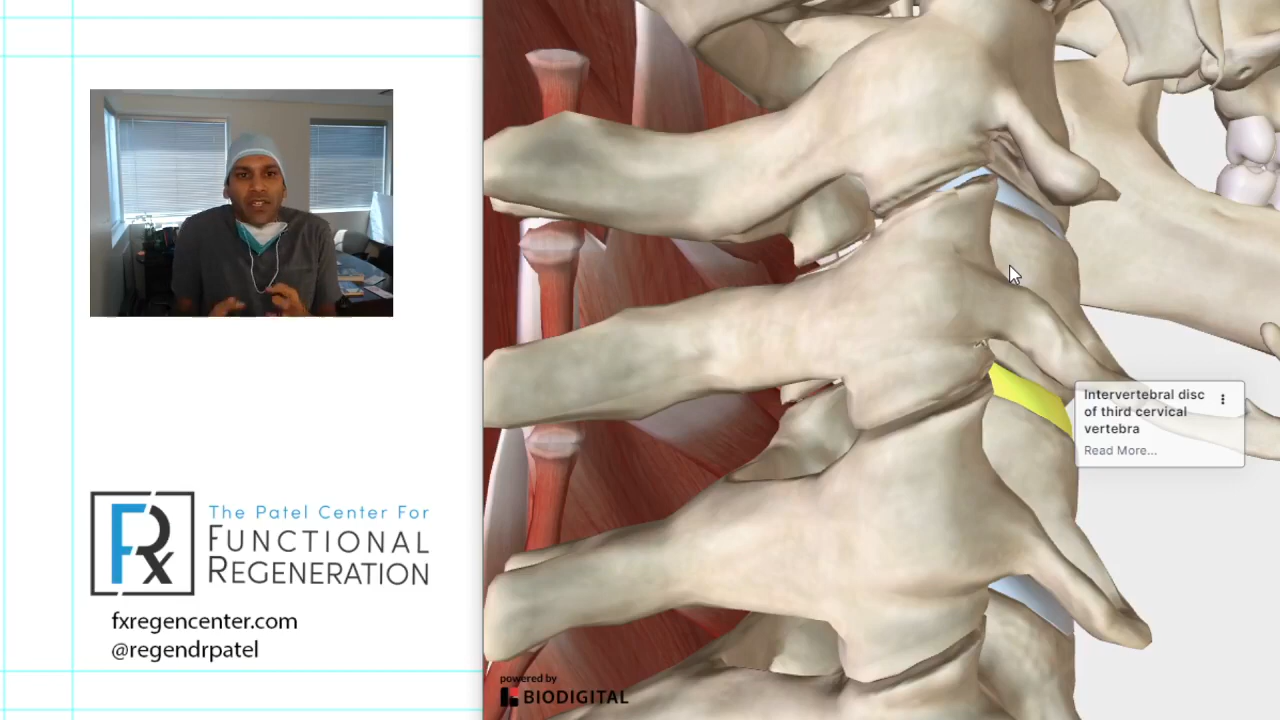 The Patel Center For
FUNCTIONAL
REGENERATION
FRx
fxregencenter.com
@regendrpatel
Intervertebral disc
of third cervical
vertebra
Read More...
powered by
BIODIGITAL